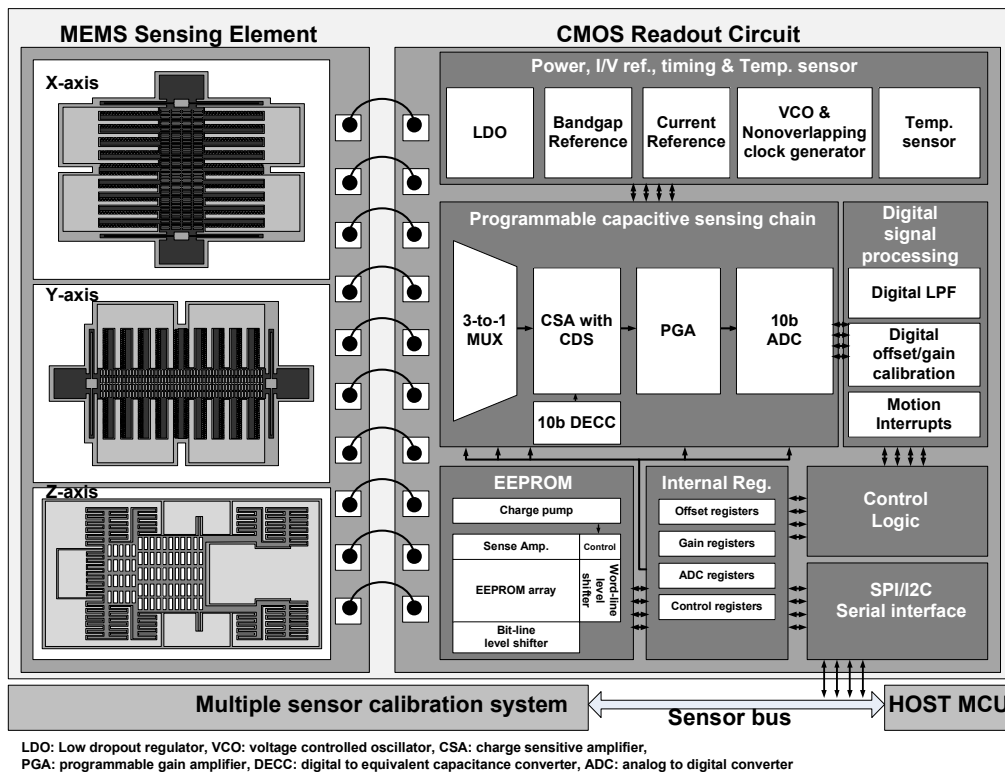 MEMS Sensing Element
CMOS Readout Circuit
X-axis
Y-axis
Z-axis
Power, I/V ref., timing & Temp. sensor
LDO
Bandgap
Reference
Current
Reference
VCO &
Nonoverlapping
clock generator
Temp.
sensor
Programmable capacitive sensing chain
3-to-1
MUX
CSA with
CDS
PGA
10b
ADC
10b DECC
Digital
signal
processing
Digital LPF
Digital
offset/gain
calibration
Motion
Interrupts
EEPROM
Charge pump
Sense Amp.
Control
EEPROM array
Word-line
level
shifter
Bit-line
level shifter
Internal Reg.
Offset registers
Gain registers
ADC registers
Control registers
Control
Logic
SPI/I2C
Serial interface
Multiple sensor calibration system
Sensor bus
HOST MCU
LDO: Low dropout regulator, VCO: voltage controlled oscillator, CSA: charge sensitive amplifier,
PGA: programmable gain amplifier, DECC: digital to equivalent capacitance converter, ADC: analog to digital converter